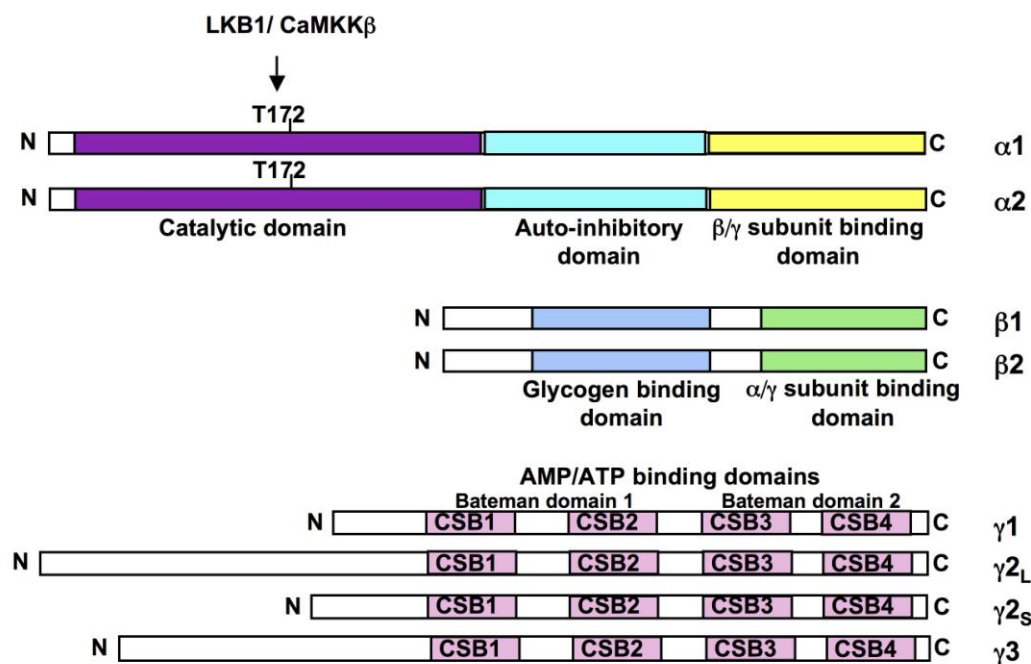 LKB1/ CaMKKβ
T172
N C α1
T172
N C α2
Catalytic domain Auto-inhibitory domain β/γ subunit binding domain
N C β1
N C β2
Glycogen binding domain α/γ subunit binding domain
AMP/ATP binding domains
Bateman domain 1 Bateman domain 2
N CSB1 CSB2 CSB3 CSB4 C γ1
N CSB1 CSB2 CSB3 CSB4 C γ2L
N CSB1 CSB2 CSB3 CSB4 C γ2S
N CSB1 CSB2 CSB3 CSB4 C γ3